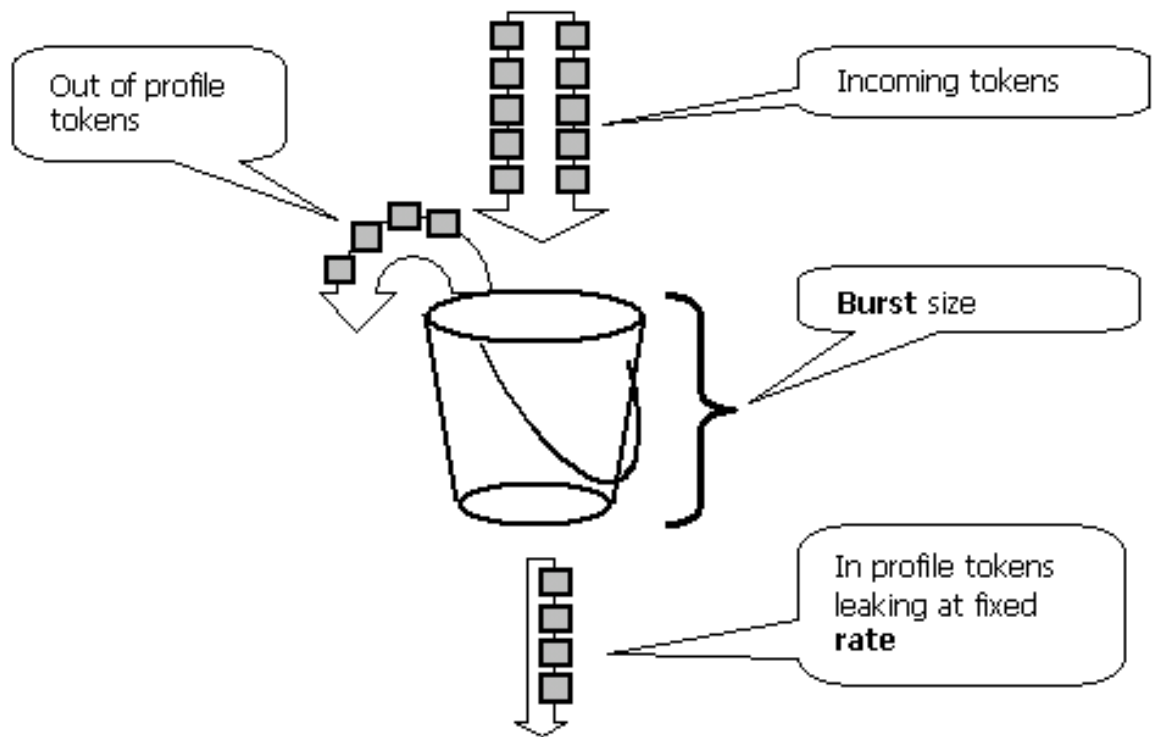 Out of profile
tokens
Incoming tokens
Burst size
In profile tokens
leaking at fixed
rate